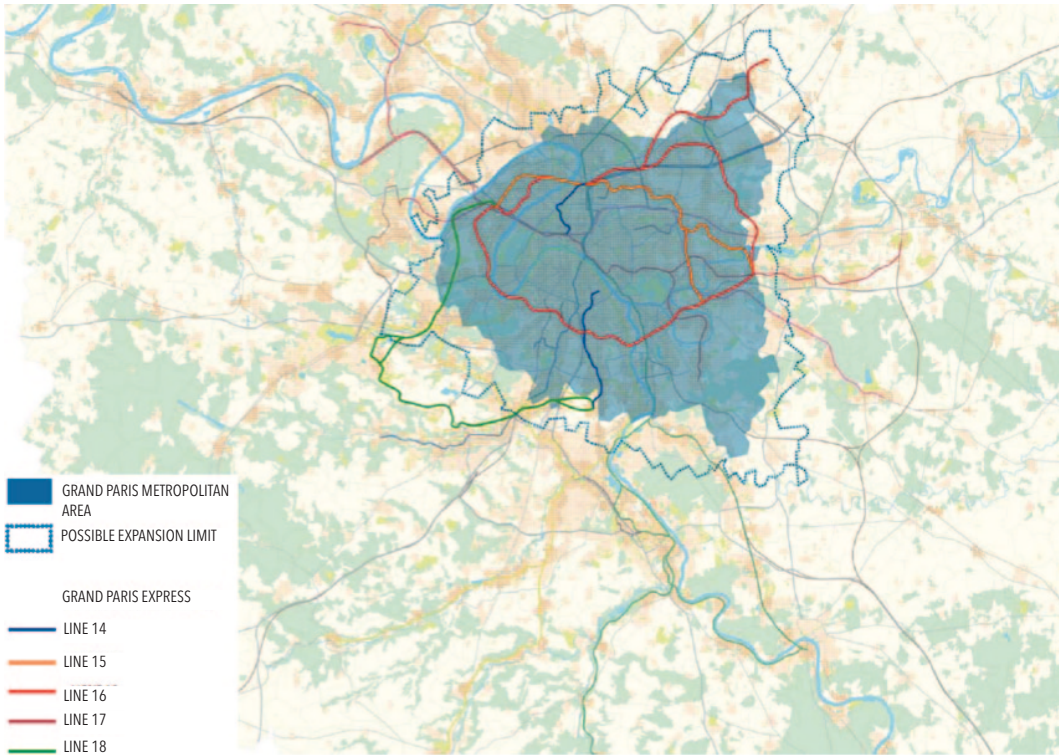 GRAND PARIS METROPOLITAN
AREA
POSSIBLE EXPANSION LIMIT
GRAND PARIS EXPRESS
LINE 14
LINE 15
LINE 16
LINE 17
LINE 18